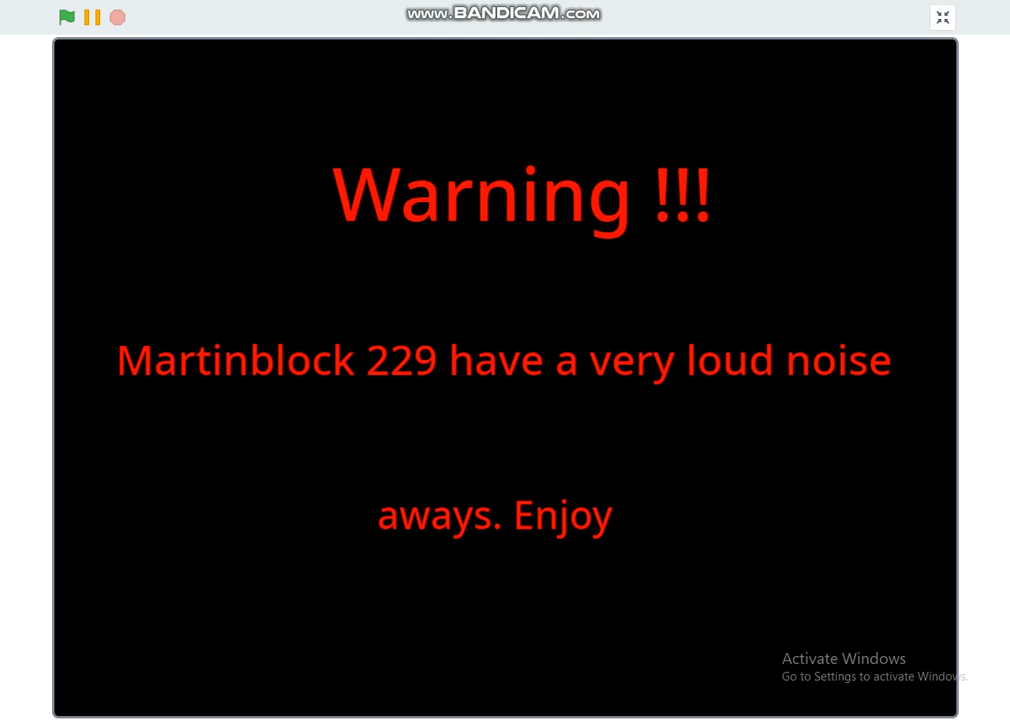 www.BANDICAM.com
Warning !!!
Martinblock 229 have a very loud noise
aways. Enjoy
Activate Windows
Go to Settings to activate Windows.